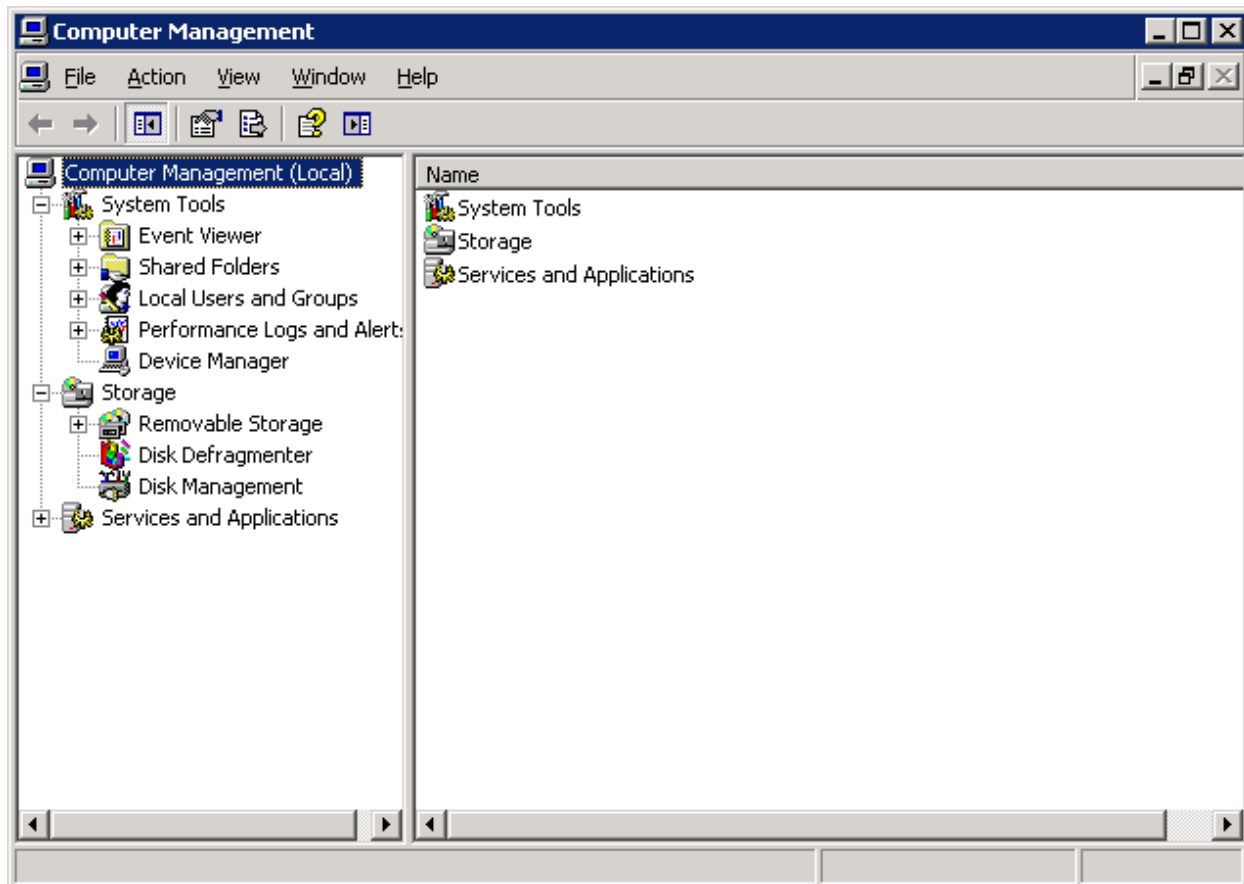 Computer Management
File Action View Window Help
Computer Management (Local)
System Tools
Event Viewer
Shared Folders
Local Users and Groups
Performance Logs and Alert
Device Manager
Storage
Removable Storage
Disk Defragmenter
Disk Management
Services and Applications
Name
System Tools
Storage
Services and Applications